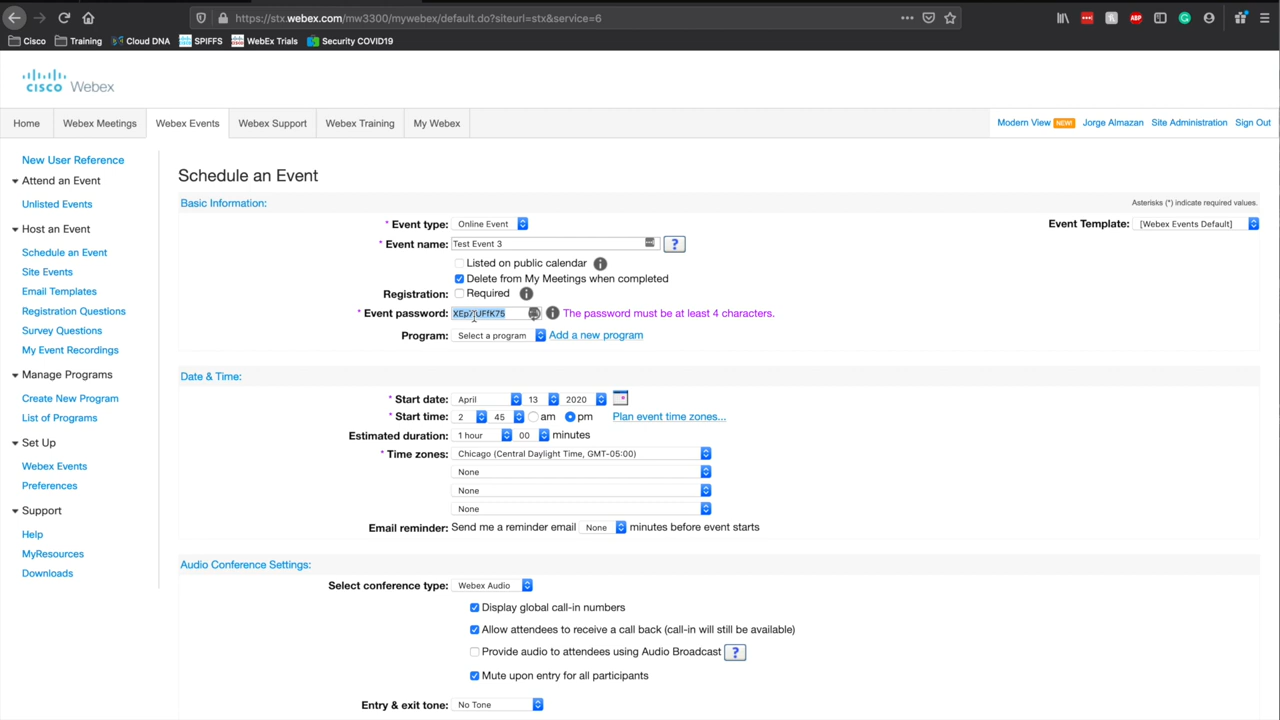 https://stx.webex.com/mw3300/mywebex/default.do?siteurl=stx&service=6
Cisco Training Cloud DNA SPIFFS WebEx Trials Security COVID19
cisco Webex
Home Webex Meetings Webex Events Webex Support Webex Training My Webex Modern View NEW! Jorge Almazan Site Administration Sign Out
New User Reference
Attend an Event
Unlisted Events
Host an Event
Schedule an Event
Site Events
Email Templates
Registration Questions
Survey Questions
My Event Recordings
Manage Programs
Create New Program
List of Programs
Set Up
Webex Events
Preferences
Support
Help
MyResources
Downloads
Schedule an Event
Basic Information: Asterisks (*) indicate required values.
* Event type: Online Event Event Template: [Webex Events Default]
* Event name: Test Event 3 ?
Listed on public calendar i
Delete from My Meetings when completed
Registration: Required i
* Event password: i The password must be at least 4 characters.
Program: Select a program Add a new program
Date & Time:
* Start date: April 13 2020
* Start time: 2 45 am pm Plan event time zones...
Estimated duration: 1 hour 00 minutes
* Time zones: Chicago (Central Daylight Time, GMT-05:00)
None
None
None
Email reminder: Send me a reminder email None minutes before event starts
Audio Conference Settings:
Select conference type: Webex Audio
Display global call-in numbers
Allow attendees to receive a call back (call-in will still be available)
Provide audio to attendees using Audio Broadcast ?
Mute upon entry for all participants
Entry & exit tone: No Tone